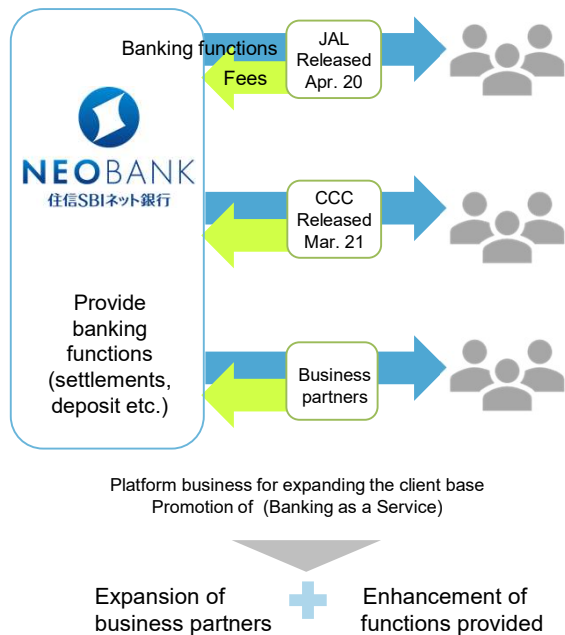 Banking functions
Fees
JAL
Released
Apr. 20
NEOBANK
住信SBIネット銀行
CCC
Released
Mar. 21
Provide
banking
functions
(settlements,
deposit etc.)
Business
partners
Platform business for expanding the client base
Promotion of  (Banking as a Service)
Expansion of
business partners
Enhancement of
functions provided